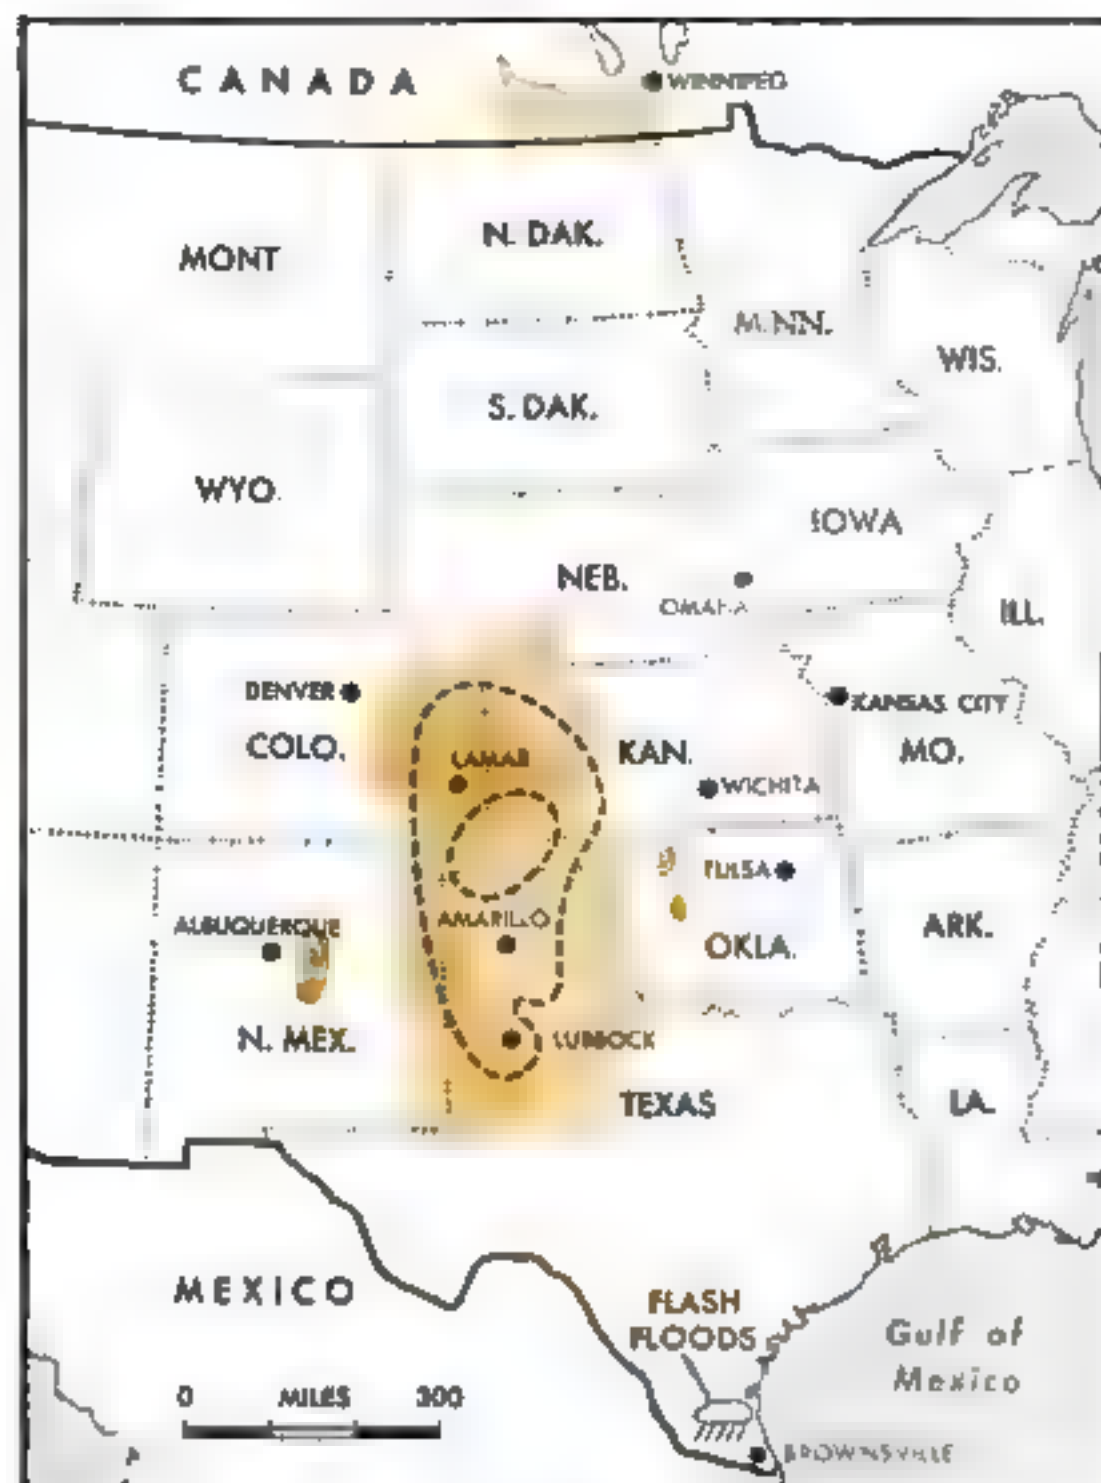 CANADA
WINNIPEG
N. DAK.
MONT
MINN.
WIS.
S. DAK.
WYO.
IOWA
NEB.
OMAHA
ILL.
DENVER
KANSAS CITY
COLO.
KAN.
MO.
LAMAR
WICHITA
TULSA
AMARILLO
ALBUQUERQUE
ARK.
OKLA.
N. MEX.
LUBBOCK
TEXAS
LA.
MEXICO
FLASH
FLOODS
Gulf of
Mexico
0 MILES 300
BROWNSVILLE